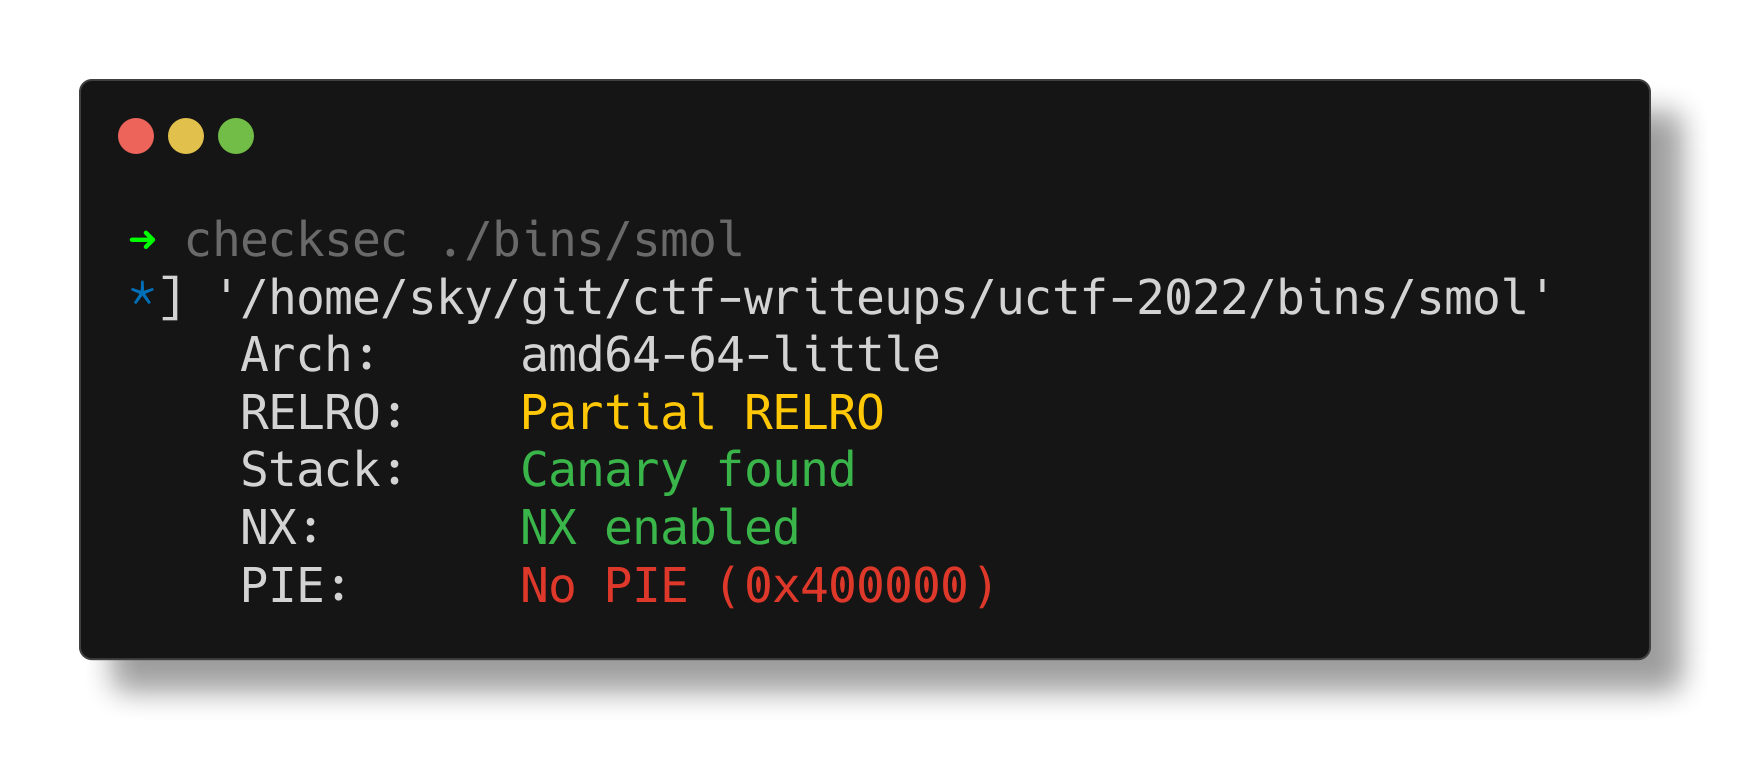 ➜ checksec ./bins/smol
*] '/home/sky/git/ctf-writeups/uctf-2022/bins/smol'
Arch: amd64-64-little
RELRO: Partial RELRO
Stack: Canary found
NX: NX enabled
PIE: No PIE (0x400000)